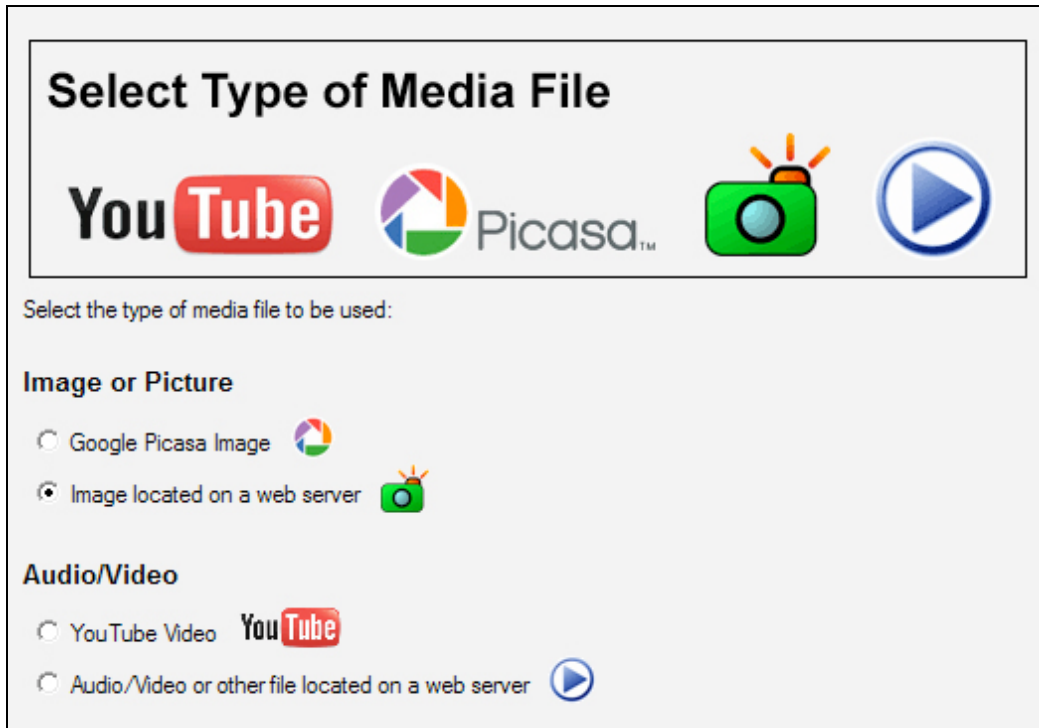 Select Type of Media File
YouTube Picasa™
Select the type of media file to be used:
Image or Picture
Google Picasa Image
Image located on a web server
Audio/Video
YouTube Video YouTube
Audio/Video or other file located on a web server